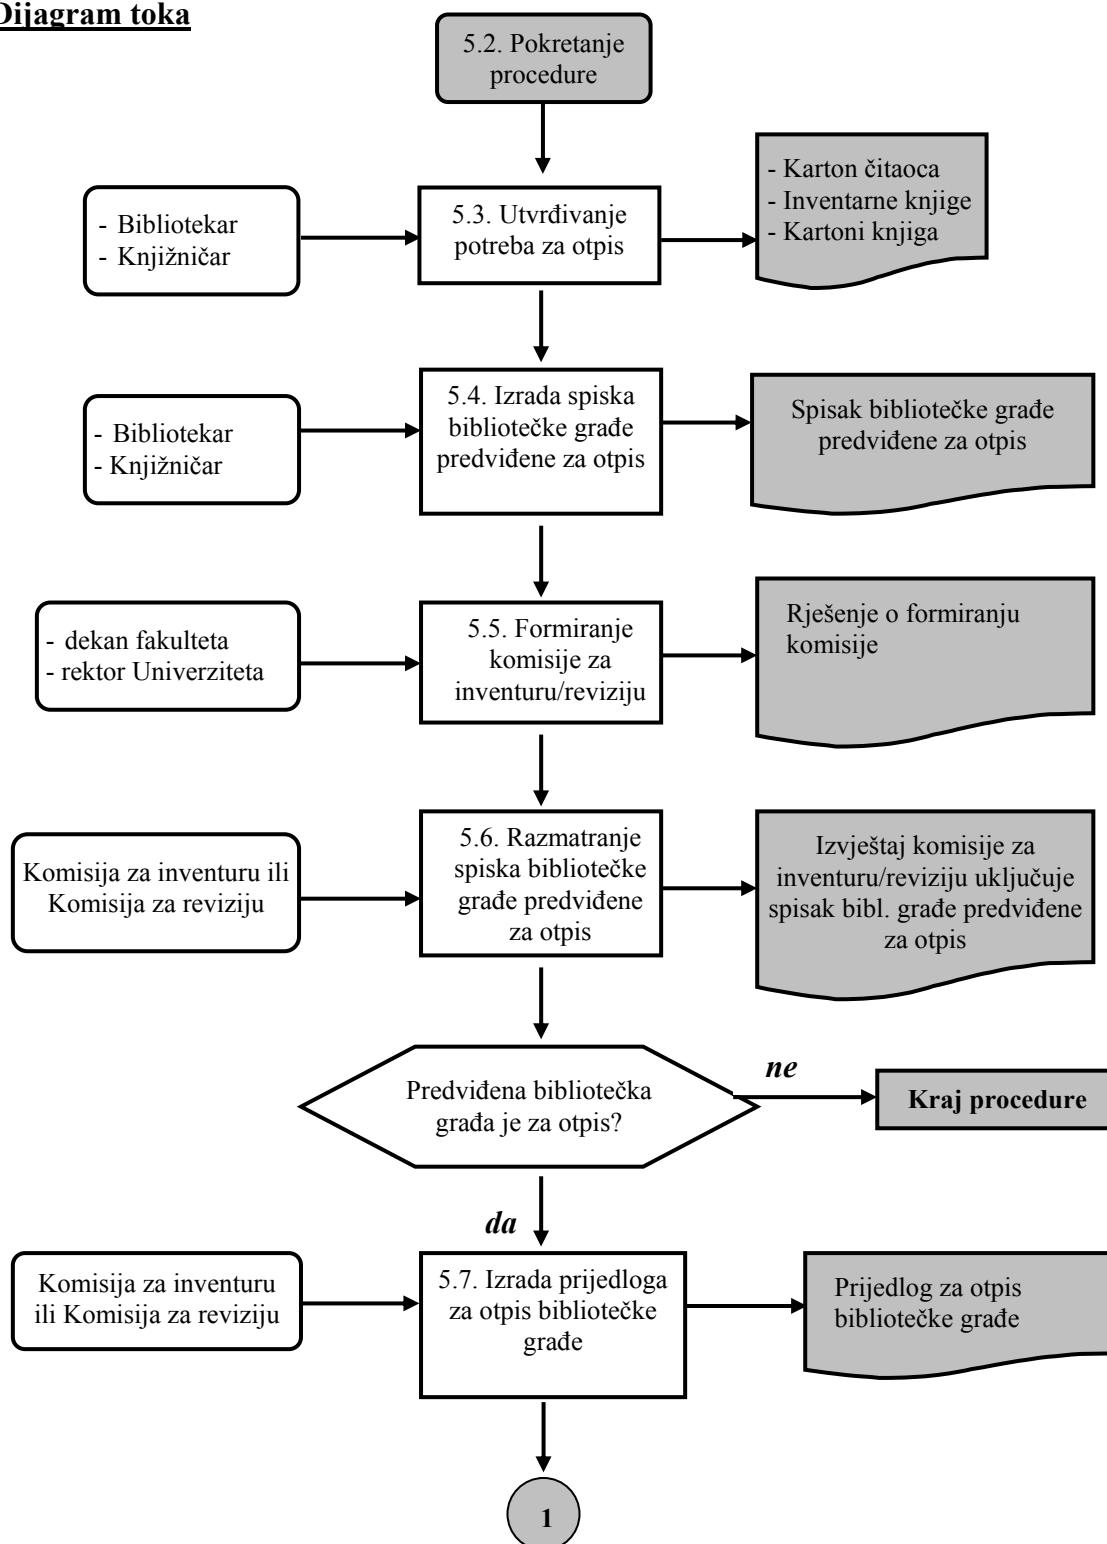 Dijagram toka
5.2. Pokretanje
procedure
- Bibliotekar
- Knjižničar
5.3. Utvrđivanje
potreba za otpis
- Karton čitaoca
- Inventarne knjige
- Kartoni knjiga
- Bibliotekar
- Knjižničar
5.4. Izrada spiska
bibliotečke građe
predviđene za otpis
Spisak bibliotečke građe
predviđene za otpis
- dekan fakulteta
- rektor Univerziteta
5.5. Formiranje
komisije za
inventuru/reviziju
Rješenje o formiranju
komisije
Komisija za inventuru ili
Komisija za reviziju
5.6. Razmatranje
spiska bibliotečke
građe predviđene
za otpis
Izvještaj komisije za
inventuru/reviziju uključuje
spisak bibl. građe predviđene
za otpis
Predviđena bibliotečka
građa je za otpis?
ne
Kraj procedure
da
Komisija za inventuru
ili Komisija za reviziju
5.7. Izrada prijedloga
za otpis bibliotečke
građe
Prijedlog za otpis
bibliotečke građe
1